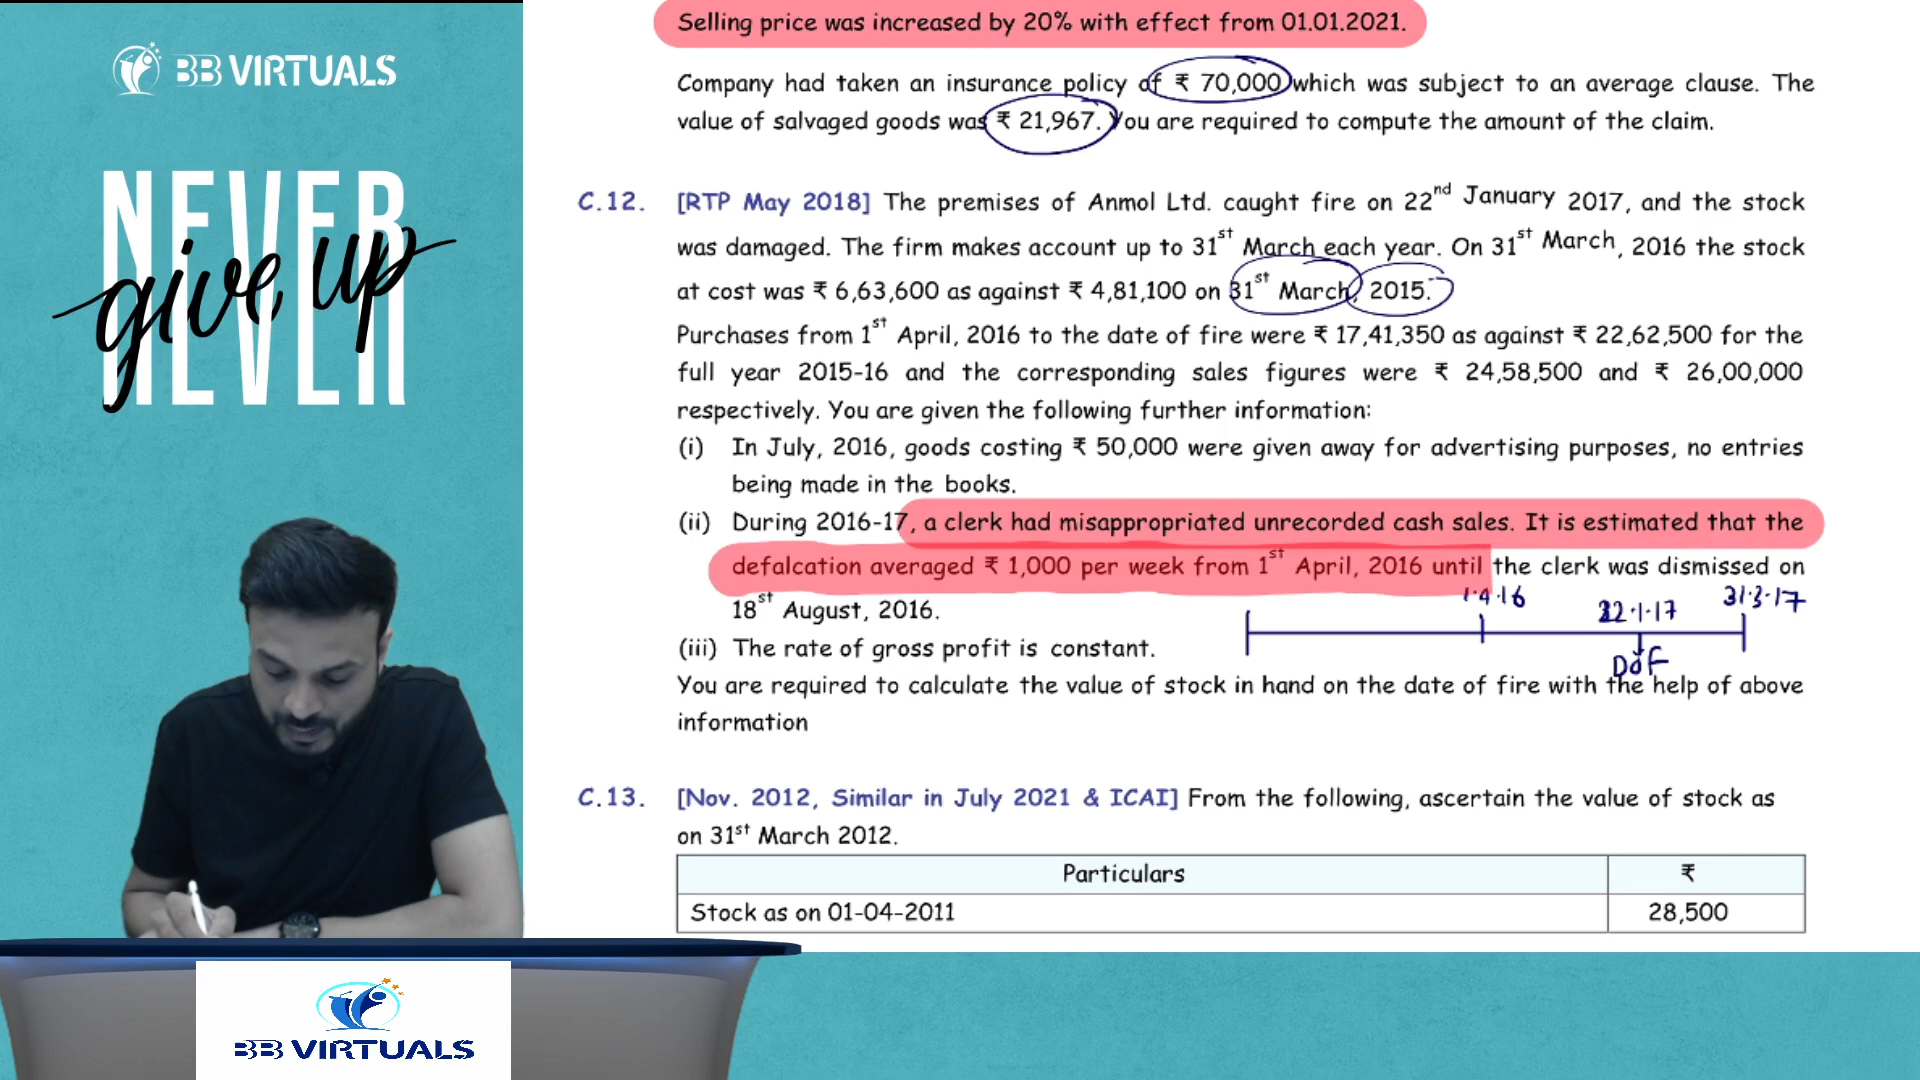 BB VIRTUALS
NEVER
give up
NEVER
Selling price was increased by 20% with effect from 01.01.2021.
Company had taken an insurance policy of ₹ 70,000 which was subject to an average clause. The
value of salvaged goods was ₹ 21,967. You are required to compute the amount of the claim.
C.12. [RTP May 2018] The premises of Anmol Ltd. caught fire on 22nd January 2017, and the stock
was damaged. The firm makes account up to 31st March each year. On 31st March, 2016 the stock
at cost was ₹ 6,63,600 as against ₹ 4,81,100 on 31st March, 2015.
Purchases from 1st April, 2016 to the date of fire were ₹ 17,41,350 as against ₹ 22,62,500 for the
full year 2015-16 and the corresponding sales figures were ₹ 24,58,500 and ₹ 26,00,000
respectively. You are given the following further information:
(i) In July, 2016, goods costing ₹ 50,000 were given away for advertising purposes, no entries
being made in the books.
(ii) During 2016-17, a clerk had misappropriated unrecorded cash sales. It is estimated that the
defalcation averaged ₹ 1,000 per week from 1st April, 2016 until the clerk was dismissed on
18st August, 2016.
1.4.16 22.1.17 31.3.17
(iii) The rate of gross profit is constant.
DOF
You are required to calculate the value of stock in hand on the date of fire with the help of above
information
C.13. [Nov. 2012, Similar in July 2021 & ICAI] From the following, ascertain the value of stock as
on 31st March 2012.
Particulars ₹
Stock as on 01-04-2011 28,500
BB VIRTUALS